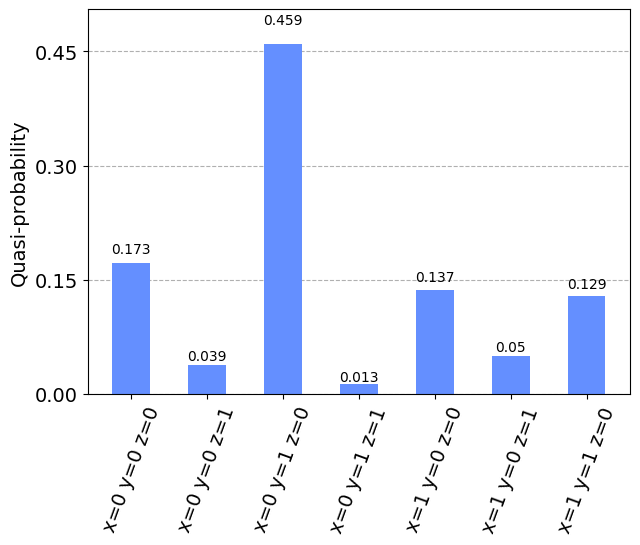 0.459
0.45
0.30
0.173
0.15
0.137
0.129
0.05
0.039
0.013
0.00
Quasi-probability
x=0 y=0 z=0
x=0 y=0 z=1
x=0 y=1 z=0
x=0 y=1 z=1
x=1 y=0 z=0
x=1 y=0 z=1
x=1 y=1 z=0